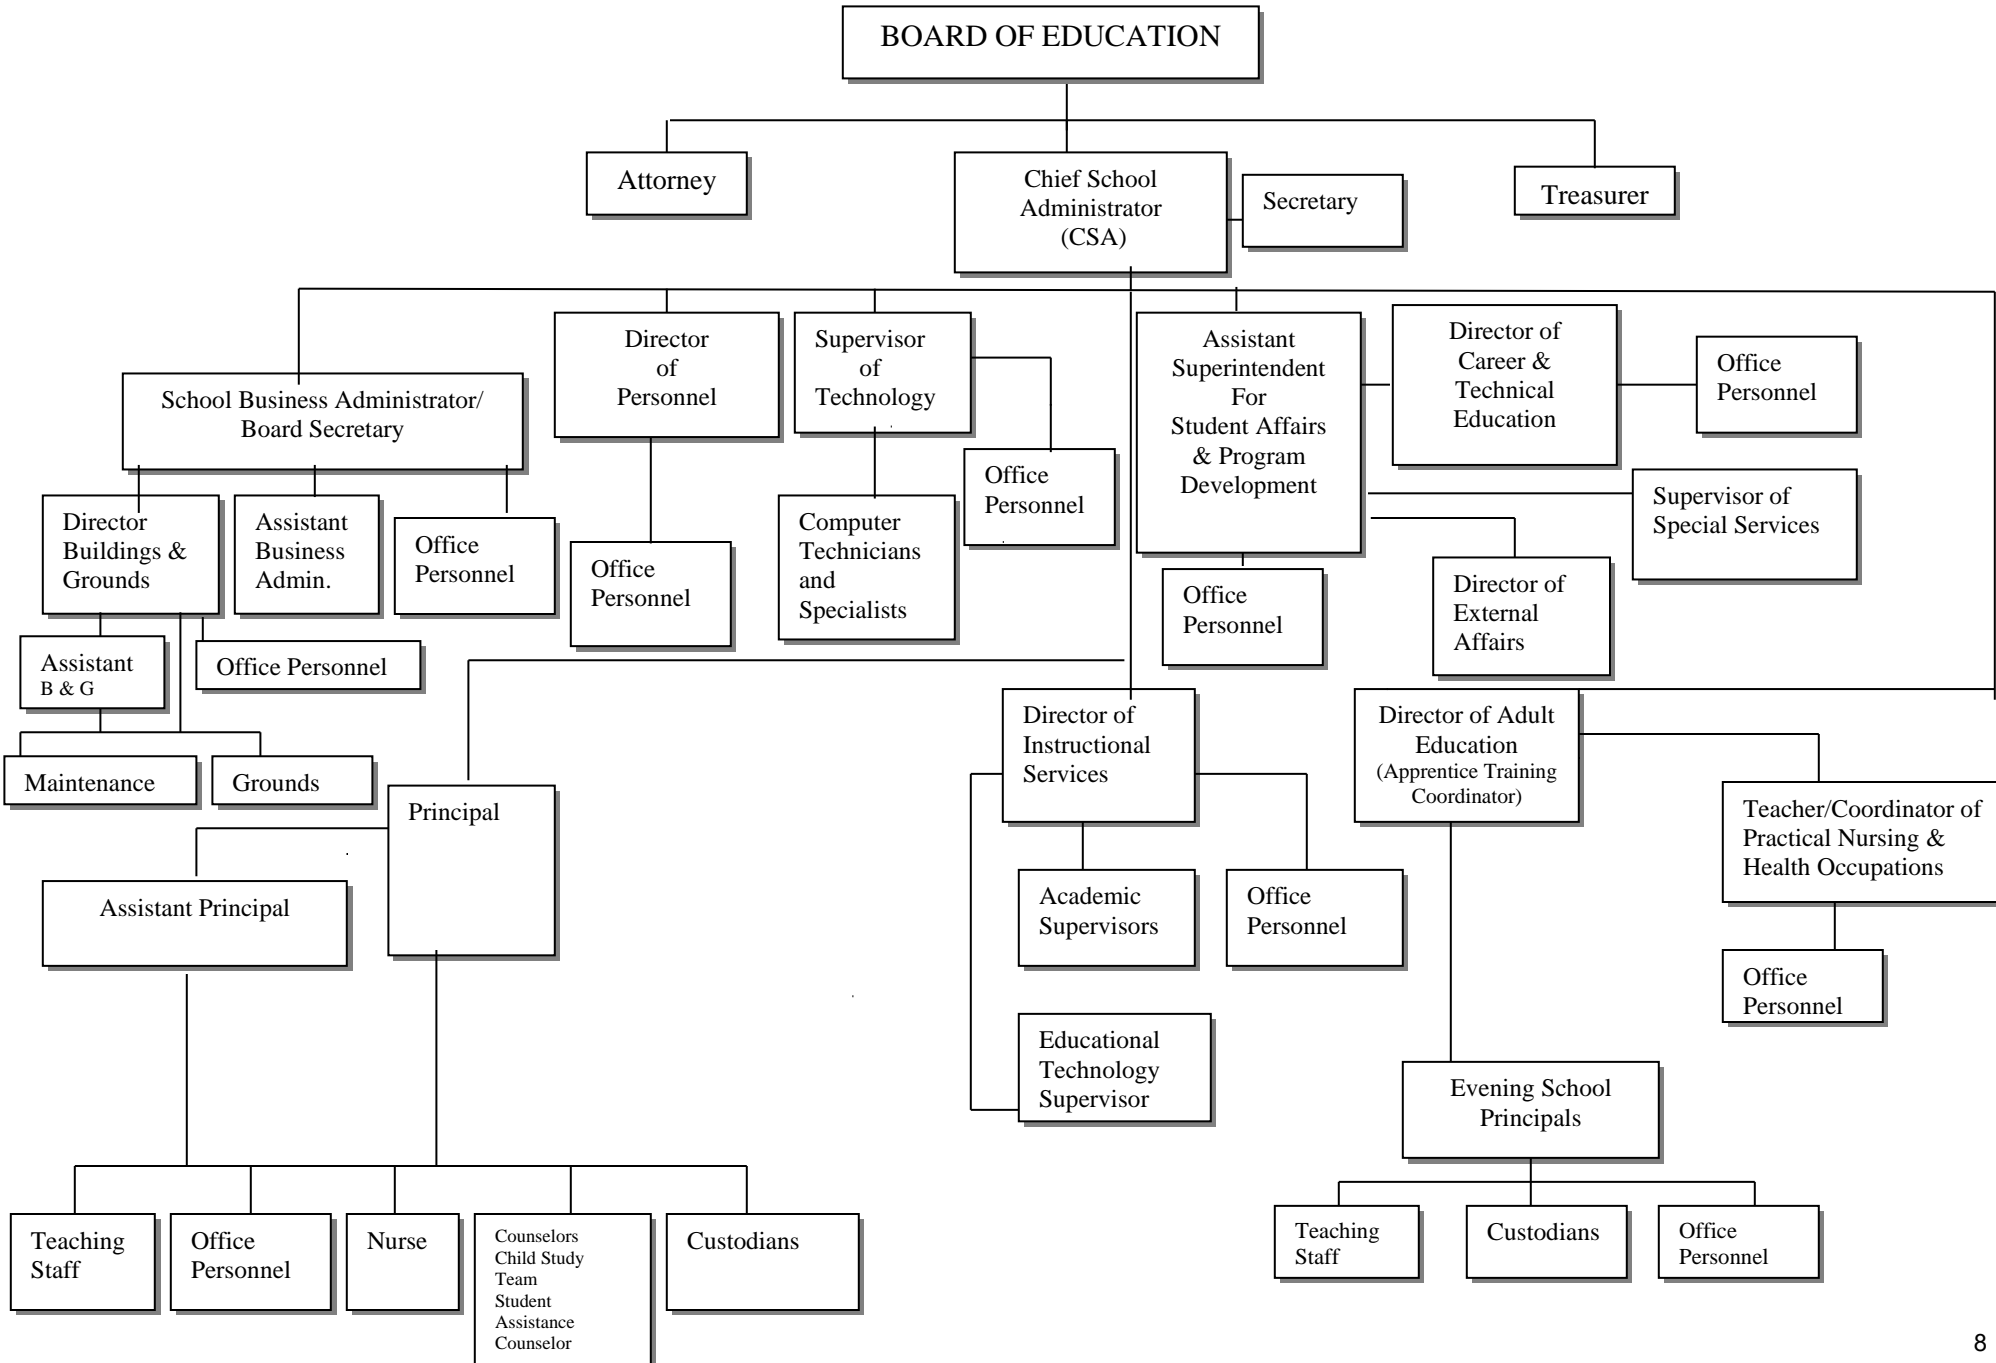 BOARD OF EDUCATION
Attorney
Chief School
Administrator
(CSA)
Secretary
Treasurer
School Business Administrator/
Board Secretary
Director
of
Personnel
Supervisor
of
Technology
Assistant
Superintendent
For
Student Affairs
& Program
Development
Director of
Career &
Technical
Education
Office
Personnel
Director
Buildings &
Grounds
Assistant
Business
Admin.
Office
Personnel
Office
Personnel
Computer
Technicians
and
Specialists
Office
Personnel
Supervisor of
Special Services
Office
Personnel
Director of
External
Affairs
Assistant
B & G
Office Personnel
Maintenance
Grounds
Principal
Assistant Principal
Director of
Instructional
Services
Director of Adult
Education
(Apprentice Training
Coordinator)
Teacher/Coordinator of
Practical Nursing &
Health Occupations
Academic
Supervisors
Office
Personnel
Office
Personnel
Educational
Technology
Supervisor
Evening School
Principals
Teaching
Staff
Office
Personnel
Nurse
Counselors
Child Study
Team
Student
Assistance
Counselor
Custodians
Teaching
Staff
Custodians
Office
Personnel
8